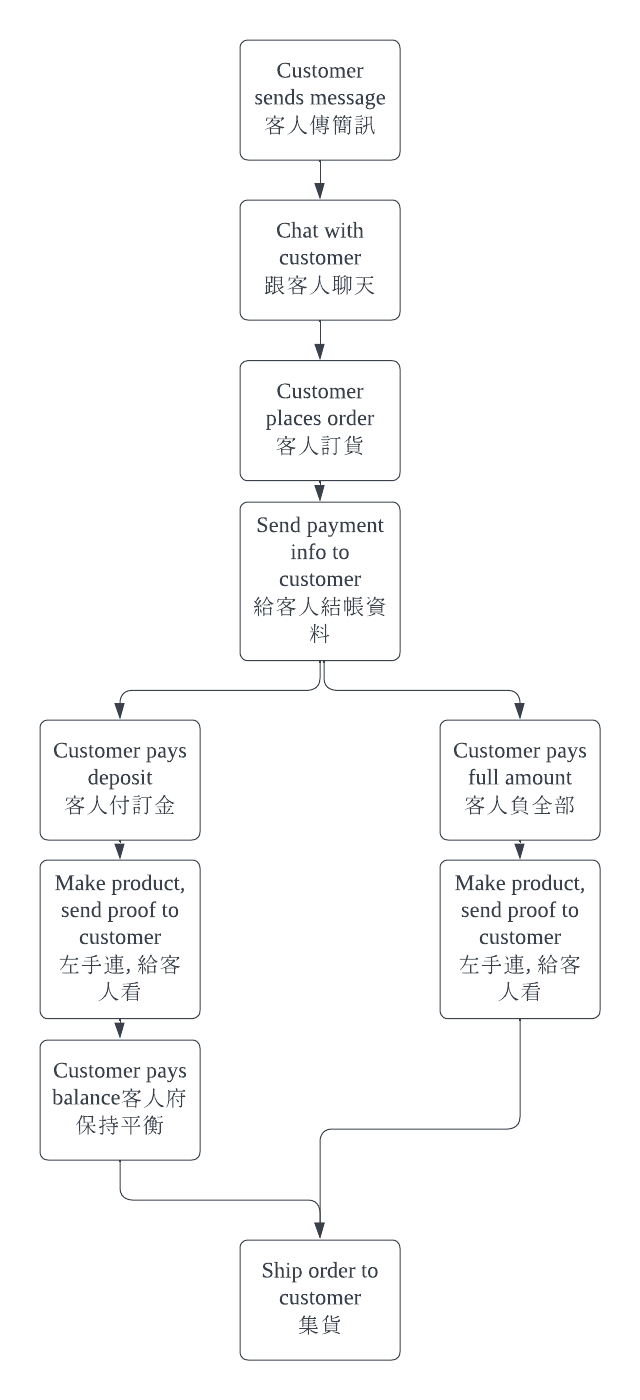 Customer
sends message
客人傳簡訊
Chat with
customer
跟客人聊天
Customer
places order
客人訂貨
Send payment
info to
customer
給客人結帳資
料
Customer pays
deposit
客人付訂金
Customer pays
full amount
客人負全部
Make product,
send proof to
customer
左手連, 給客
人看
Make product,
send proof to
customer
左手連, 給客
人看
Customer pays
balance客人府
保持平衡
Ship order to
customer
集貨